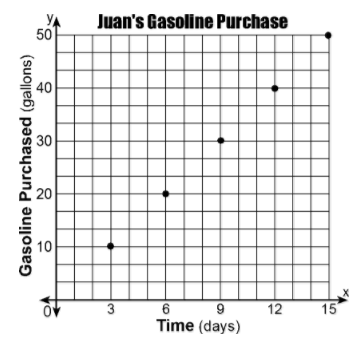 Juan's Gasoline Purchase
y
50
40
30
20
10
0
Gasoline Purchased (gallons)
3 6 9 12 15
x
Time (days)